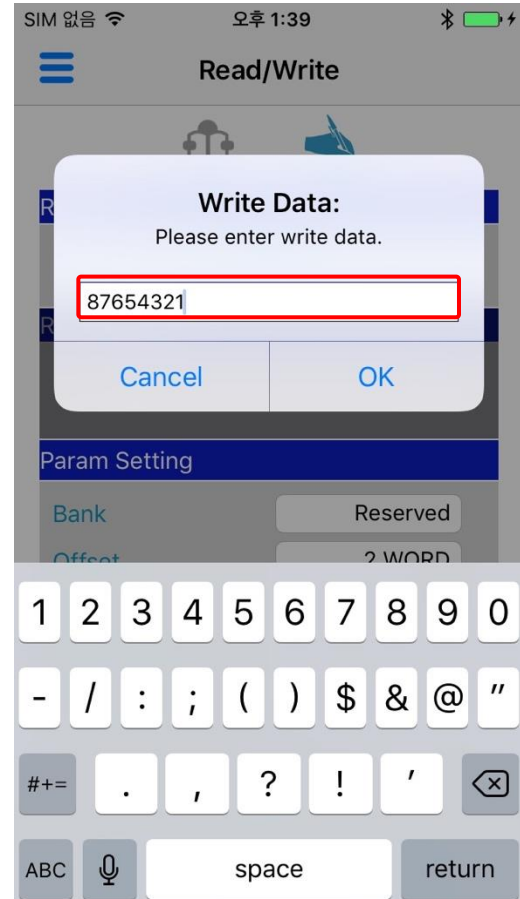 SIM 없음 오후 1:39
Read/Write
R
Write Data:
Please enter write data.
87654321
R
Cancel OK
Param Setting
Bank Reserved
Offset 2 WORD
1 2 3 4 5 6 7 8 9 0
- / : ; ( ) $ & @ "
#+= . , ? ! '
ABC space return